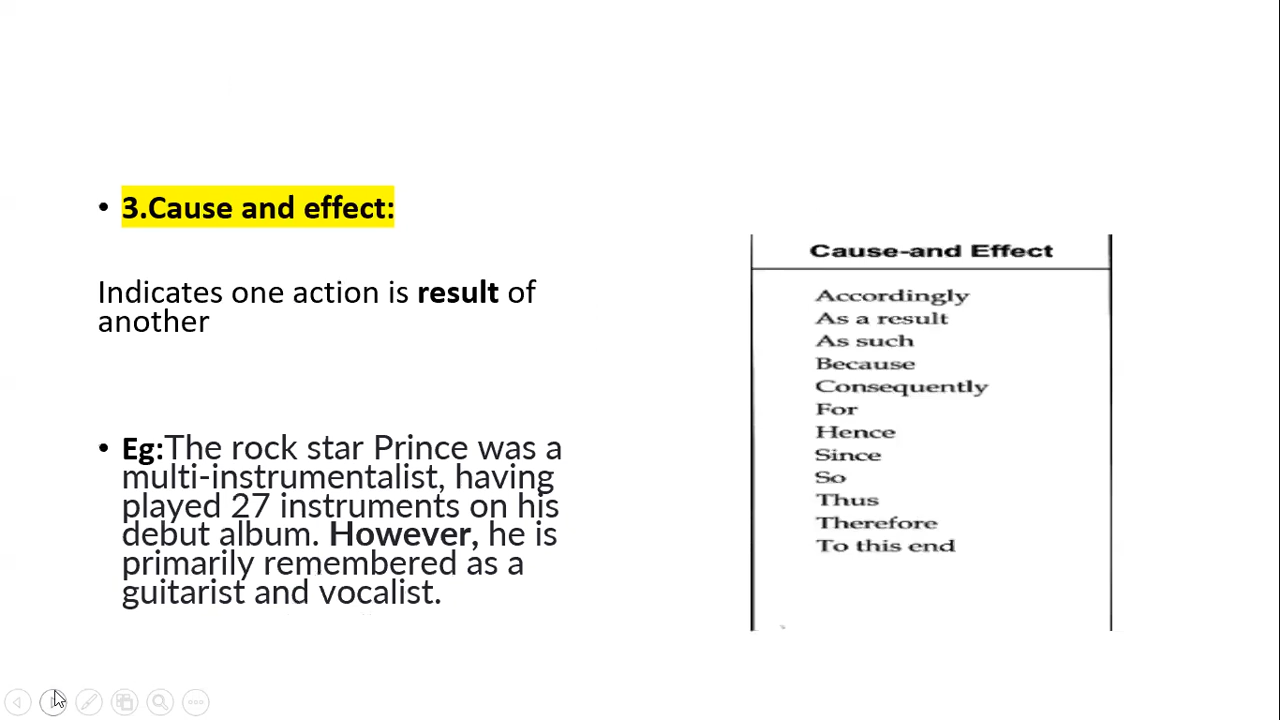 • 3.Cause and effect:
Indicates one action is result of
another
• Eg:The rock star Prince was a
multi-instrumentalist, having
played 27 instruments on his
debut album. However, he is
primarily remembered as a
guitarist and vocalist.
Cause-and Effect
Accordingly
As a result
As such
Because
Consequently
For
Hence
Since
So
Thus
Therefore
To this end